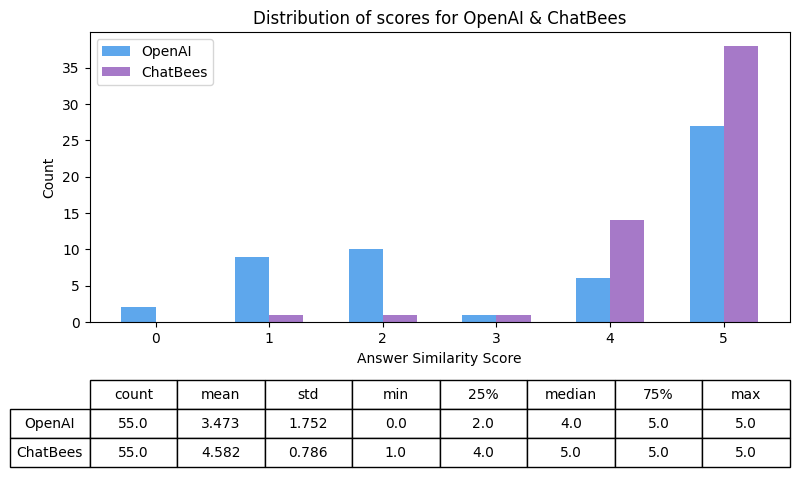 Distribution of scores for OpenAI & ChatBees
OpenAI
ChatBees
Count
35
30
25
20
15
10
5
0
0 1 2 3 4 5
Answer Similarity Score
count mean std min 25% median 75% max
OpenAI 55.0 3.473 1.752 0.0 2.0 4.0 5.0 5.0
ChatBees 55.0 4.582 0.786 1.0 4.0 5.0 5.0 5.0